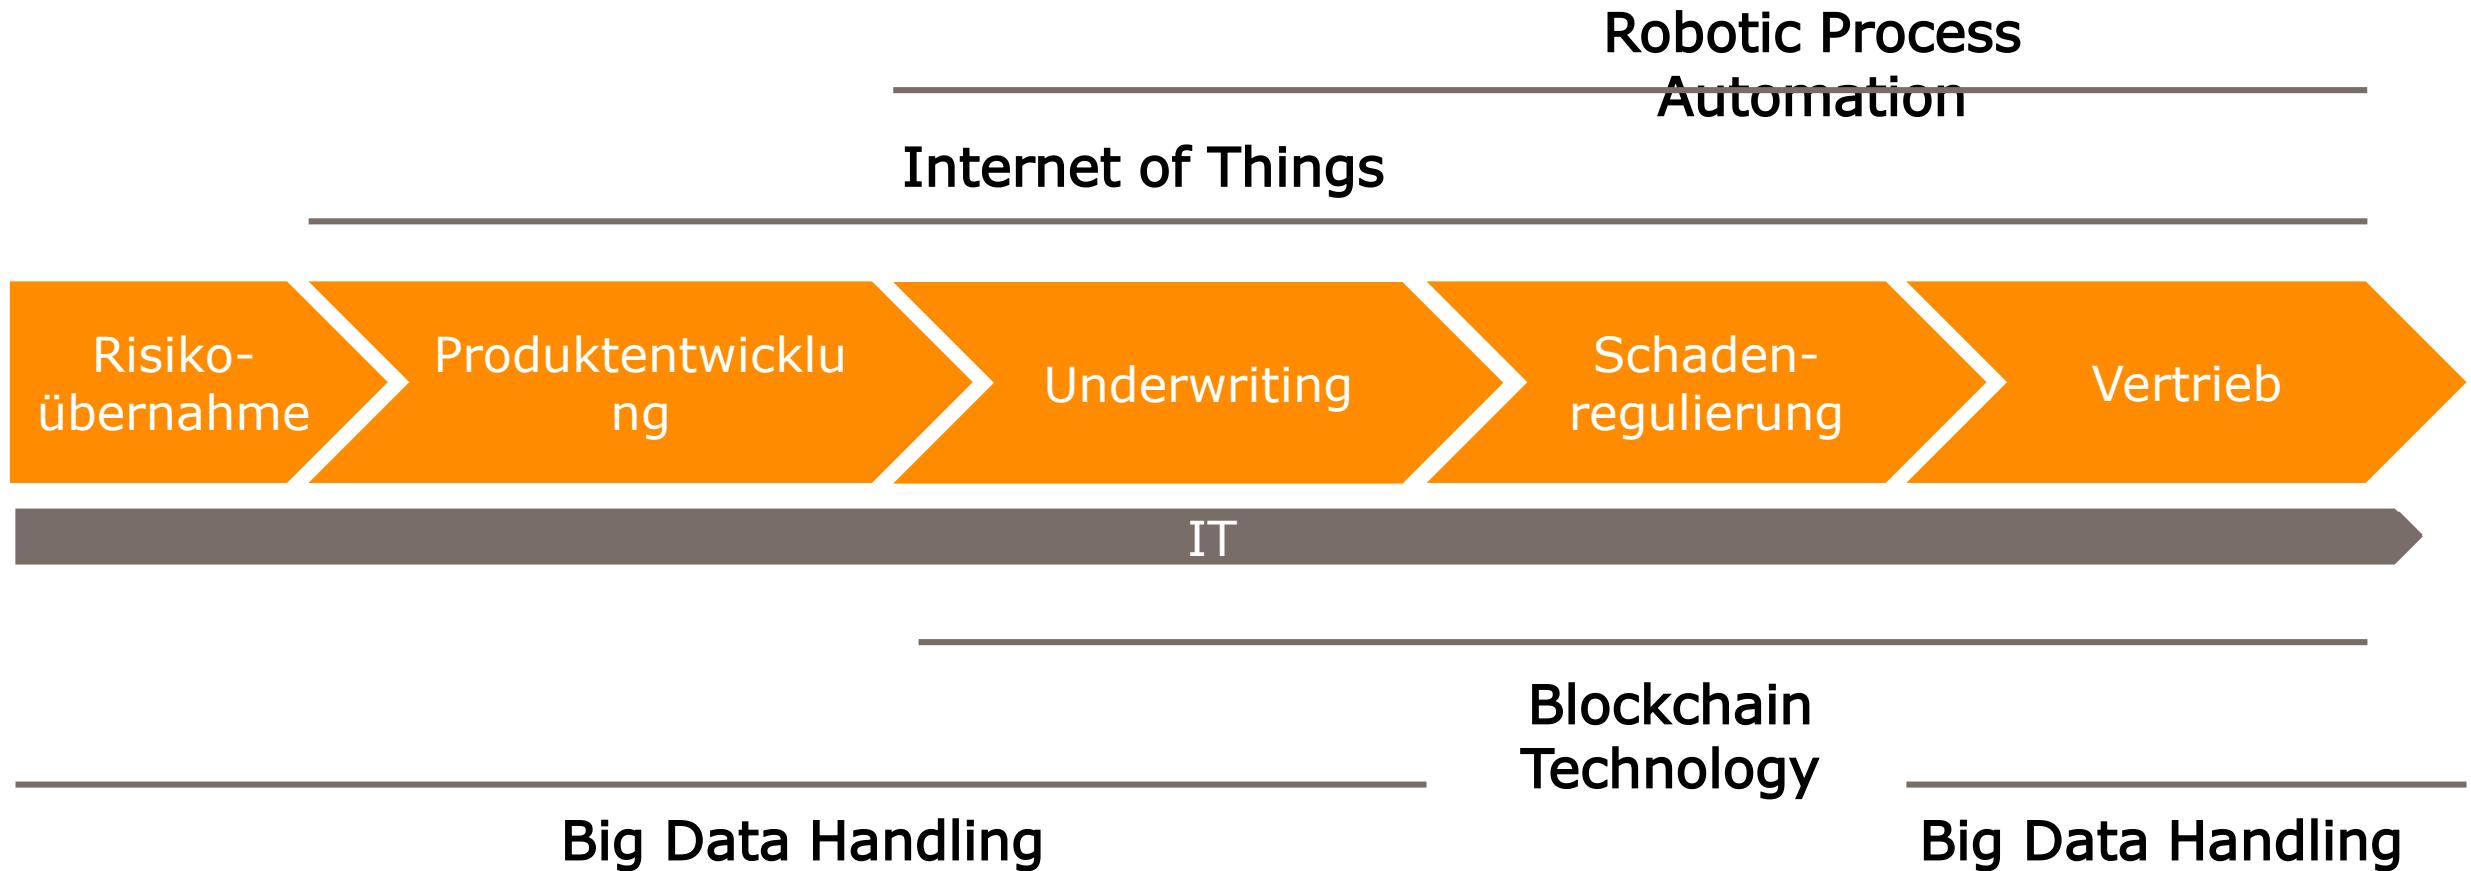 Robotic Process
Automation
Internet of Things
Risiko-
übernahme
Produktentwicklu
ng
Underwriting
Schaden-
regulierung
Vertrieb
IT
Blockchain
Technology
Big Data Handling
Big Data Handling